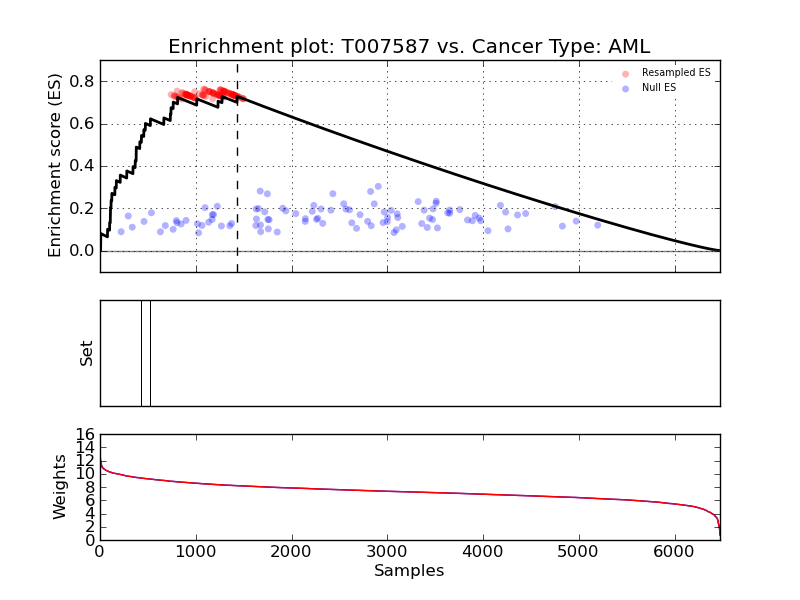 Enrichment plot: T007587 vs. Cancer Type: AML
Enrichment score (ES)
0.8
0.6
0.4
0.2
0.0
Resampled ES
Null ES
Set
Weights
16
14
12
10
8
6
4
2
0
0 1000 2000 3000 4000 5000 6000
Samples